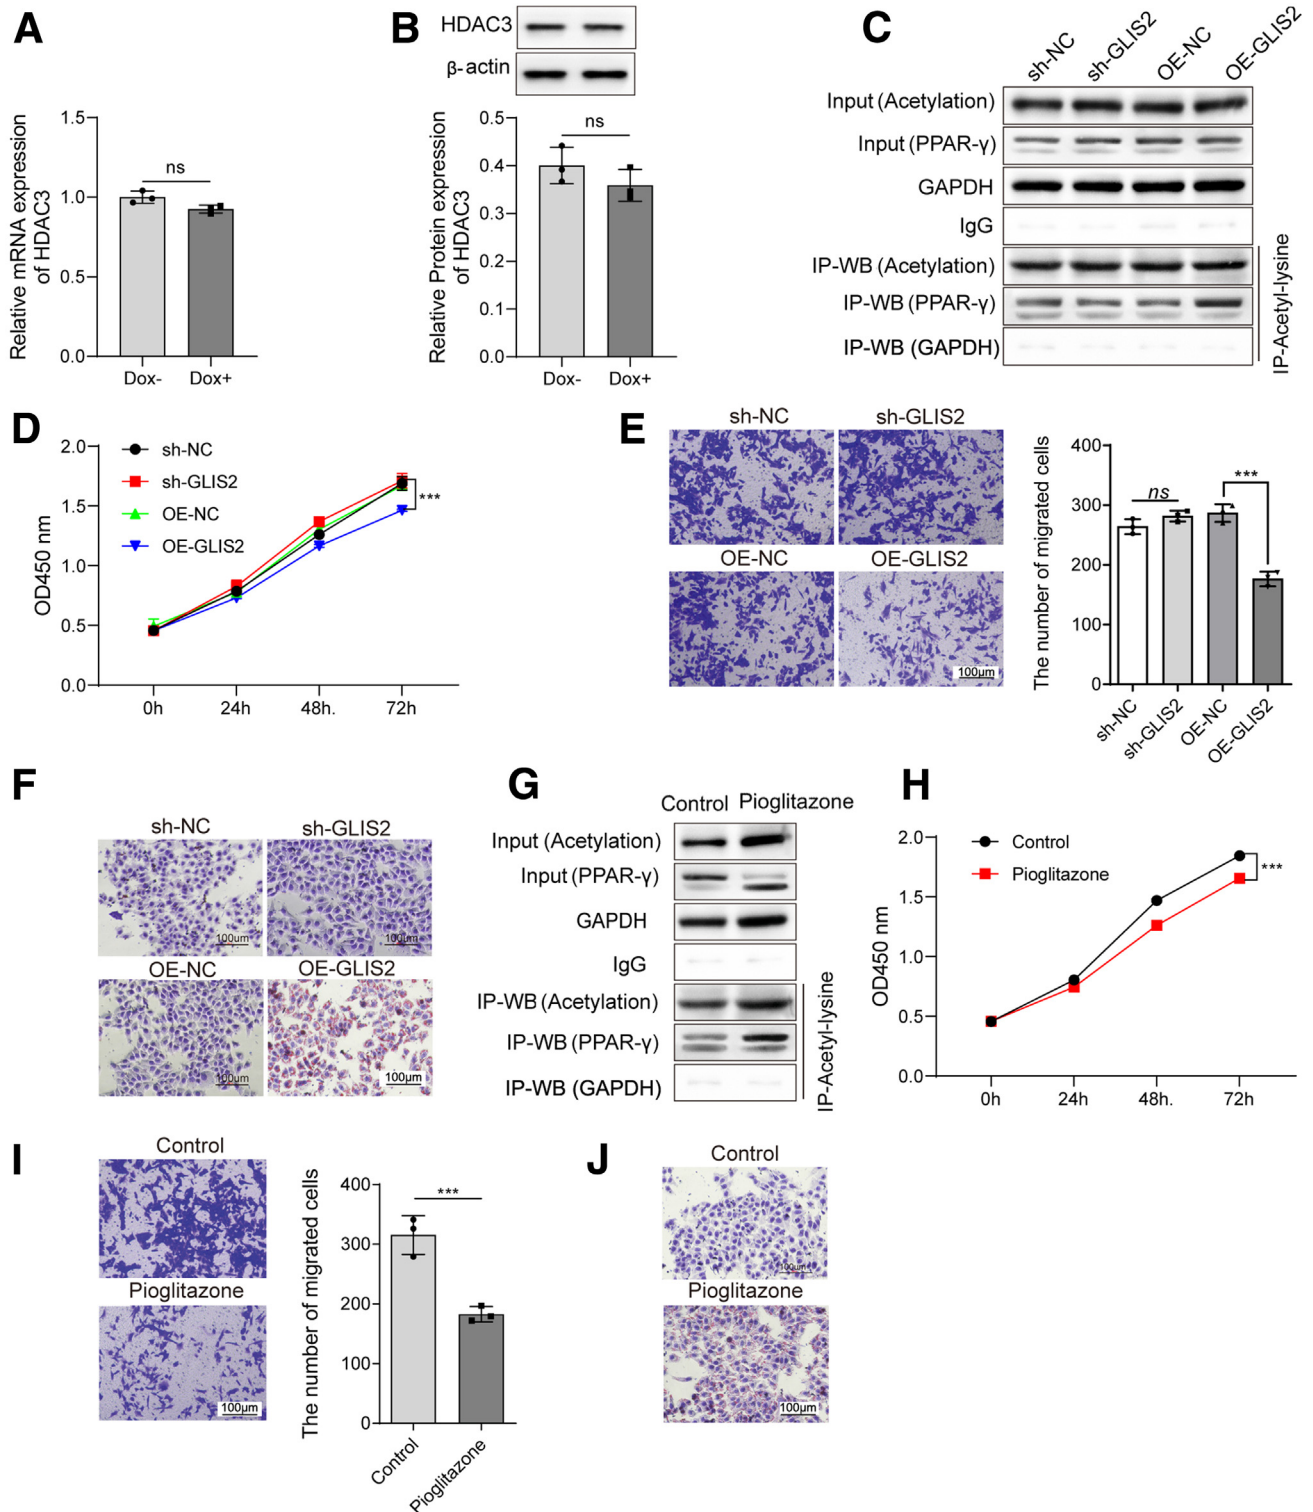 A
Relative mRNA expression
of HDAC3
1.5
1.0
0.5
0.0
ns
Dox-
Dox+
B
HDAC3
β-actin
Relative Protein expression
of HDAC3
0.5
0.4
0.3
0.2
0.1
0.0
ns
Dox-
Dox+
C
sh-NC
sh-GLIS2
OE-NC
OE-GLIS2
Input (Acetylation)
Input (PPAR-γ)
GAPDH
IgG
IP-WB (Acetylation)
IP-WB (PPAR-γ)
IP-WB (GAPDH)
IP-Acetyl-lysine
D
OD450 nm
2.0
1.5
1.0
0.5
0.0
sh-NC
sh-GLIS2
OE-NC
OE-GLIS2
***
0h
24h
48h.
72h
E
sh-NC
sh-GLIS2
OE-NC
OE-GLIS2
100μm
The number of migrated cells
400
300
200
100
0
ns
***
sh-NC
sh-GLIS2
OE-NC
OE-GLIS2
F
sh-NC
sh-GLIS2
100μm
100μm
OE-NC
OE-GLIS2
100μm
100μm
G
Control
Pioglitazone
Input (Acetylation)
Input (PPAR-γ)
GAPDH
IgG
IP-WB (Acetylation)
IP-WB (PPAR-γ)
IP-WB (GAPDH)
IP-Acetyl-lysine
H
OD450 nm
2.0
1.5
1.0
0.5
0.0
Control
Pioglitazone
***
0h
24h
48h.
72h
I
Control
Pioglitazone
100μm
The number of migrated cells
400
300
200
100
0
***
Control
Pioglitazone
J
Control
100μm
Pioglitazone
100μm